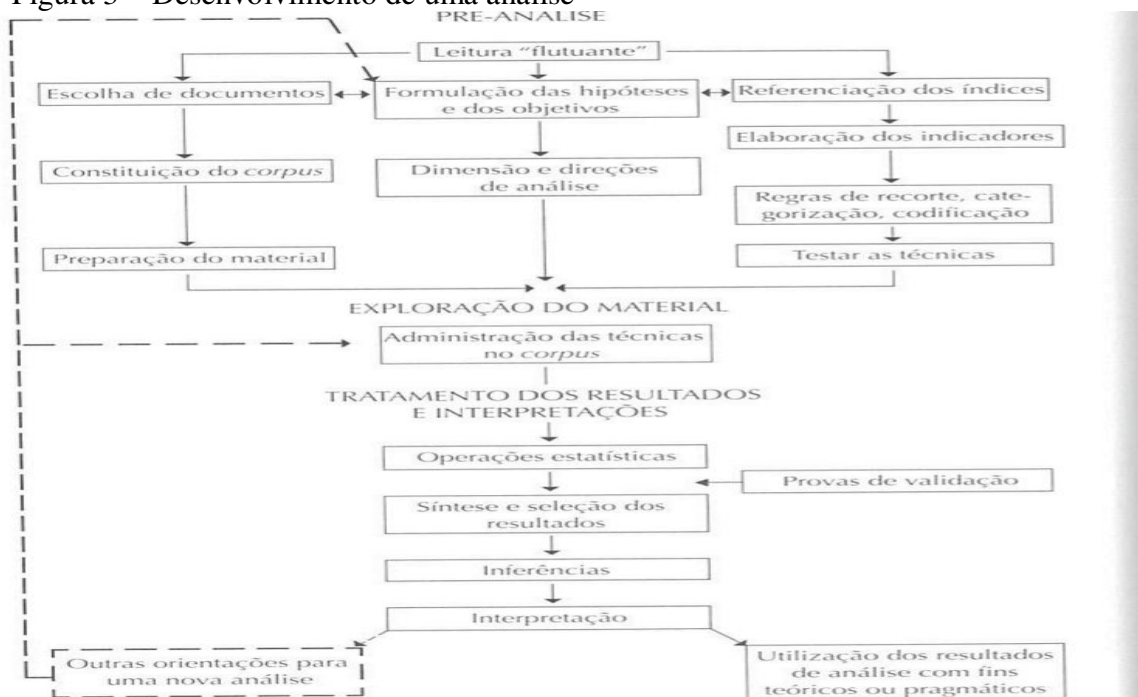 Figura 3 – Desenvolvimento de uma análise
PRÉ-ANÁLISE
Leitura “flutuante”
Escolha de documentos
Formulação das hipóteses
e dos objetivos
Referenciação dos índices
Elaboração dos indicadores
Constituição do corpus
Dimensão e direções
de análise
Regras de recorte, cate-
gorização, codificação
Preparação do material
Testar as técnicas
EXPLORAÇÃO DO MATERIAL
Administração das técnicas
no corpus
TRATAMENTO DOS RESULTADOS
E INTERPRETAÇÕES
Operações estatísticas
Provas de validação
Síntese e seleção dos
resultados
Inferências
Interpretação
Outras orientações para
uma nova análise
Utilização dos resultados
de análise com fins
teóricos ou pragmáticos